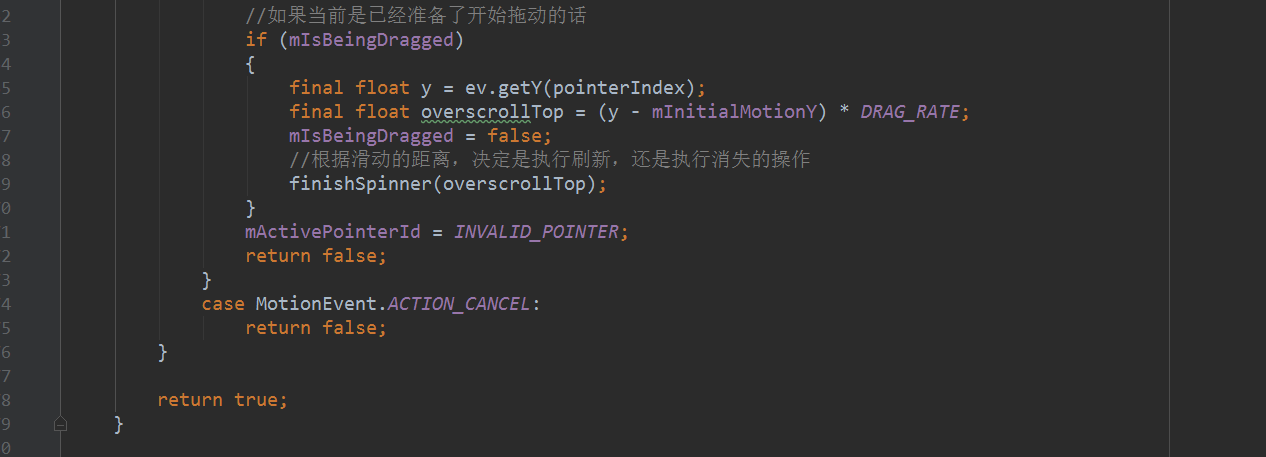 2 //如果当前是已经准备了开始拖动的话
3 if (mIsBeingDragged)
4 {
5 final float y = ev.getY(pointerIndex);
6 final float overscrollTop = (y - mInitialMotionY) * DRAG_RATE;
7 mIsBeingDragged = false;
8 //根据滑动的距离，决定是执行刷新，还是执行消失的操作
9 finishSpinner(overscrollTop);
0 }
1 mActivePointerId = INVALID_POINTER;
2 return false;
3 }
4 case MotionEvent.ACTION_CANCEL:
5 return false;
6 }
7
8 return true;
9 }
0